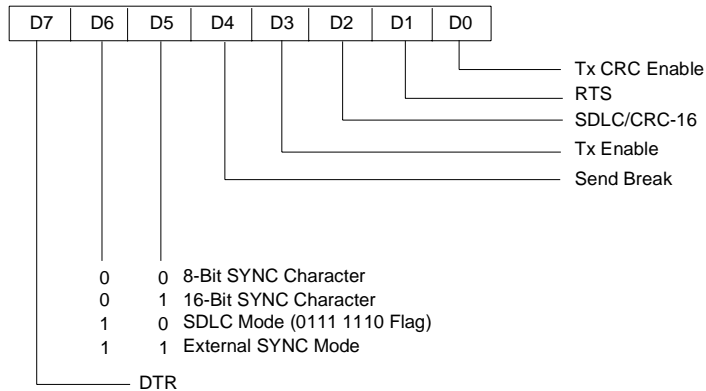 D7 D6 D5 D4 D3 D2 D1 D0
Tx CRC Enable
RTS
SDLC/CRC-16
Tx Enable
Send Break
0 0 8-Bit SYNC Character
0 1 16-Bit SYNC Character
1 0 SDLC Mode (0111 1110 Flag)
1 1 External SYNC Mode
DTR